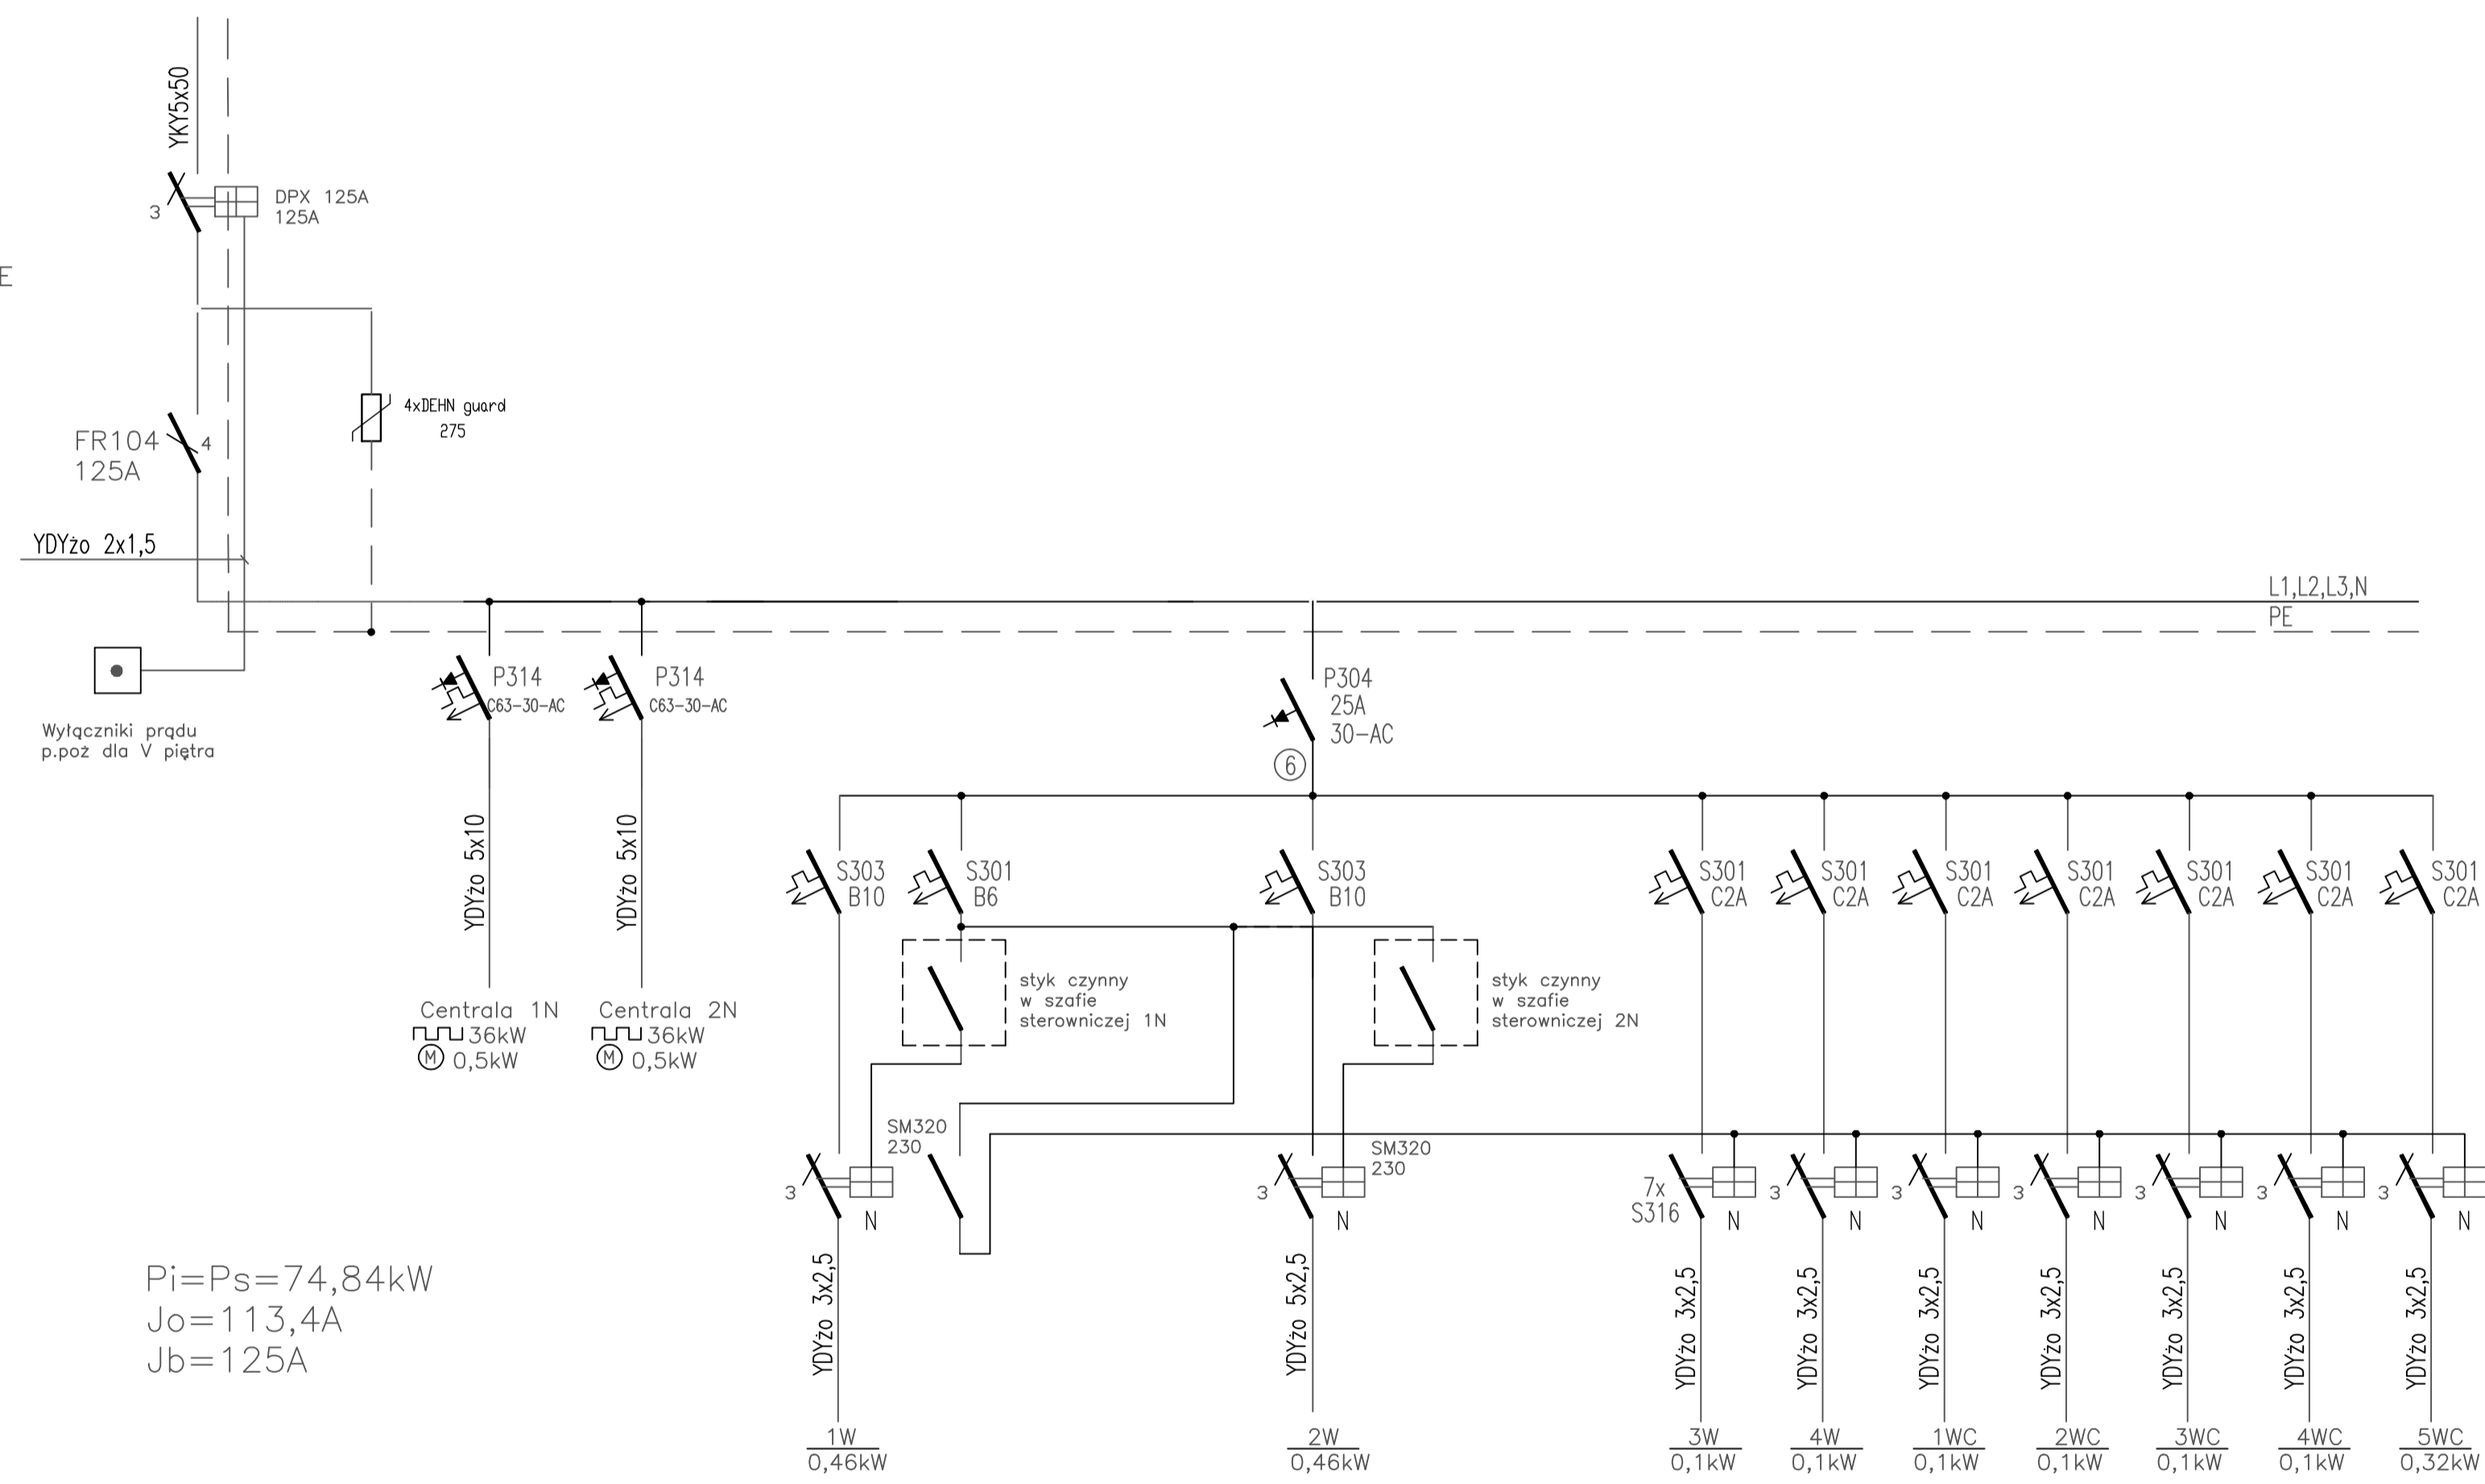 YKY5x50
3
DPX 125A
125A
E
4xDEHN guard
275
FR104
125A
4
YDYżo 2x1,5
L1,L2,L3,N
PE
Wyłączniki prądu
p.poż dla V piętra
P314
C63-30-AC
P314
C63-30-AC
P304
25A
30-AC
6
YDYżo 5x10
YDYżo 5x10
S303
B10
S301
B6
S303
B10
S301
C2A
S301
C2A
S301
C2A
S301
C2A
S301
C2A
S301
C2A
S301
C2A
Centrala 1N
36kW
M 0,5kW
Centrala 2N
36kW
M 0,5kW
styk czynny
w szafie
sterowniczej 1N
styk czynny
w szafie
sterowniczej 2N
SM320
230
SM320
230
3
N
3
N
7x
S316
N
3
N
3
N
3
N
3
N
3
N
3
N
Pi=Ps=74,84kW
Jo=113,4A
Jb=125A
YDYżo 3x2,5
YDYżo 5x2,5
YDYżo 3x2,5
YDYżo 3x2,5
YDYżo 3x2,5
YDYżo 3x2,5
YDYżo 3x2,5
YDYżo 3x2,5
YDYżo 3x2,5
1W
0,46kW
2W
0,46kW
3W
0,1kW
4W
0,1kW
1WC
0,1kW
2WC
0,1kW
3WC
0,1kW
4WC
0,1kW
5WC
0,32kW